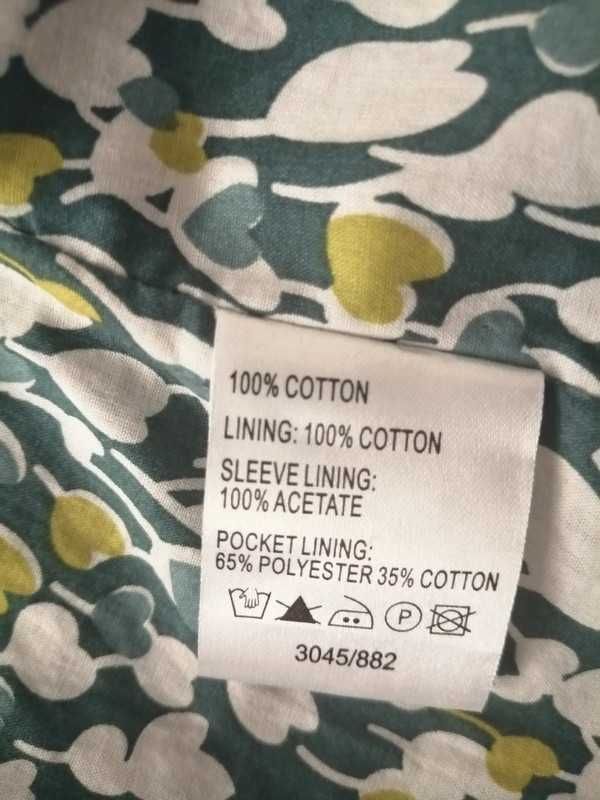 100% COTTON
LINING: 100% COTTON
SLEEVE LINING:
100% ACETATE
POCKET LINING:
65% POLYESTER 35% COTTON
P
3045/882